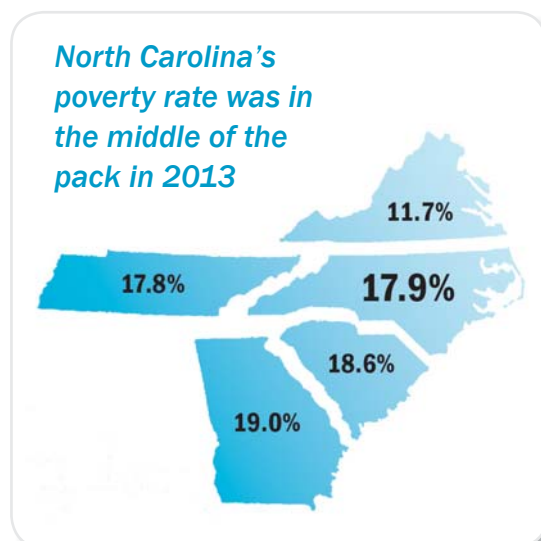 North Carolina's
poverty rate was in
the middle of the
pack in 2013
11.7%
17.8%
17.9%
18.6%
19.0%